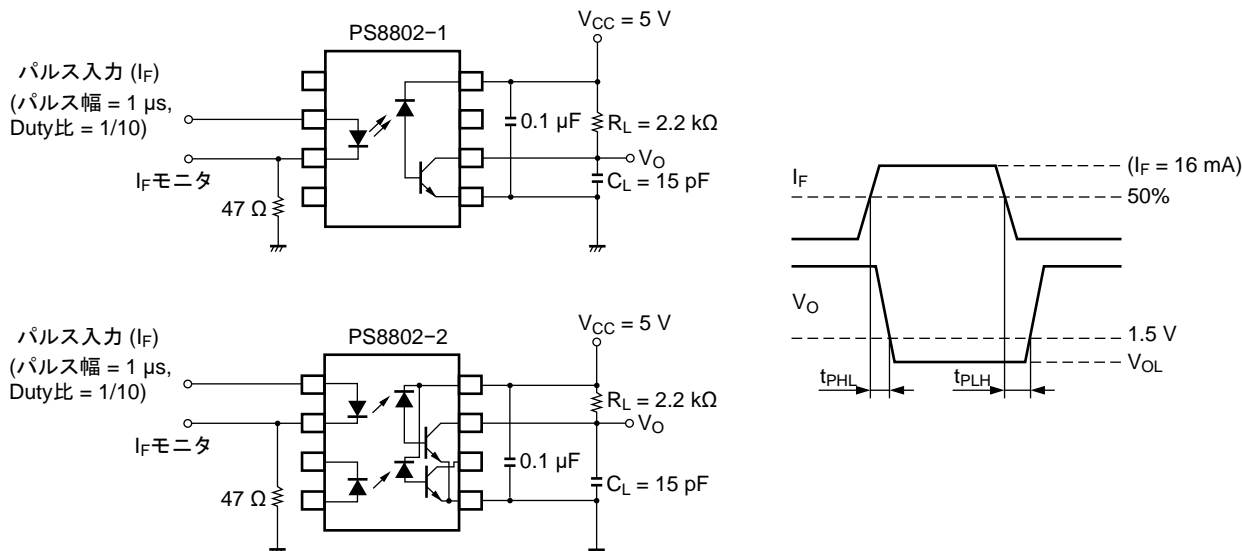 PS8802−1
VCC = 5 V
パルス入力 (IF)
(パルス幅 = 1 μs,
Duty比 = 1/10)
IFモニタ
47 Ω
0.1 μF
RL = 2.2 kΩ
VO
CL = 15 pF
PS8802−2
VCC = 5 V
パルス入力 (IF)
(パルス幅 = 1 μs,
Duty比 = 1/10)
IFモニタ
47 Ω
0.1 μF
RL = 2.2 kΩ
VO
CL = 15 pF
IF
(IF = 16 mA)
50%
VO
1.5 V
VOL
tPHL
tPLH